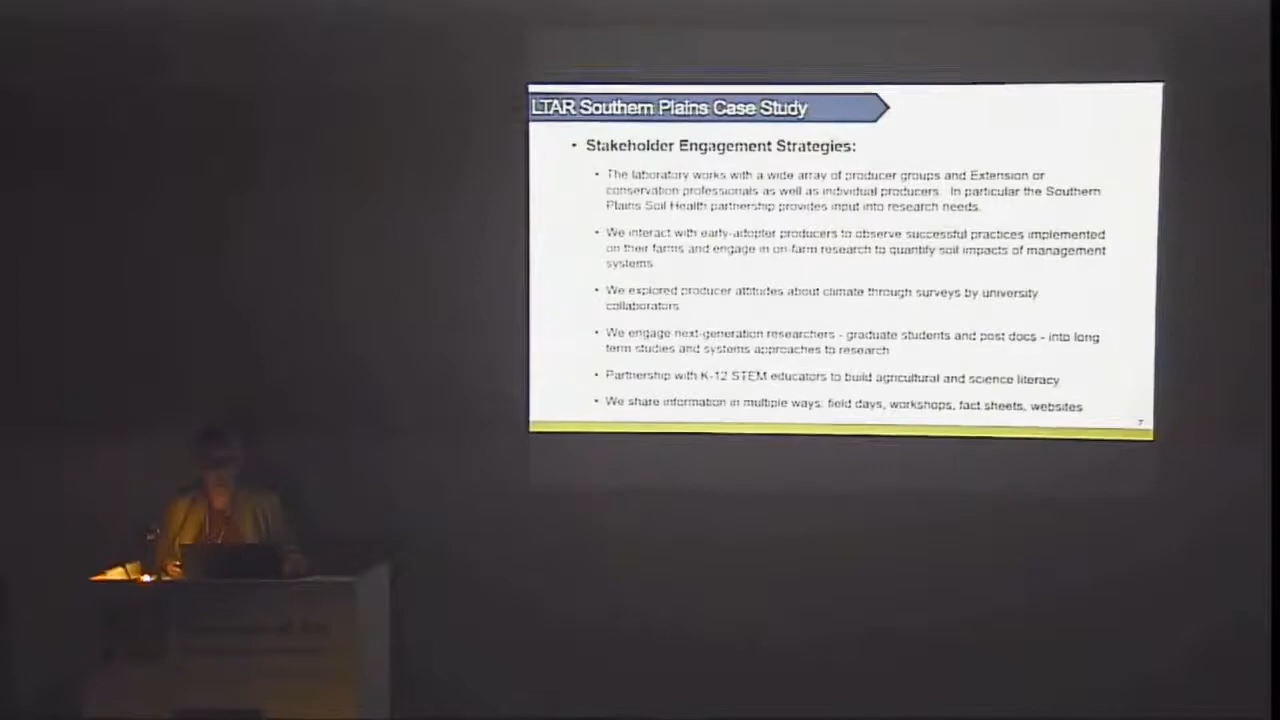 LTAR Southern Plains Case Study
• Stakeholder Engagement Strategies:
• The laboratory works with a wide array of producer groups and Extension or
conservation professionals as well as individual producers. In particular the Southern
Plains Soil Health partnership provides input into research needs.
• We interact with early-adopter producers to observe successful practices implemented
on their farms and engage in on-farm research to quantify soil impacts of management
systems
• We explored producer attitudes about climate through surveys by university
collaborators
• We engage next-generation researchers - graduate students and post docs - into long
term studies and systems approaches to research
• Partnership with K-12 STEM educators to build agricultural and science literacy
• We share information in multiple ways: field days, workshops, fact sheets, websites
7